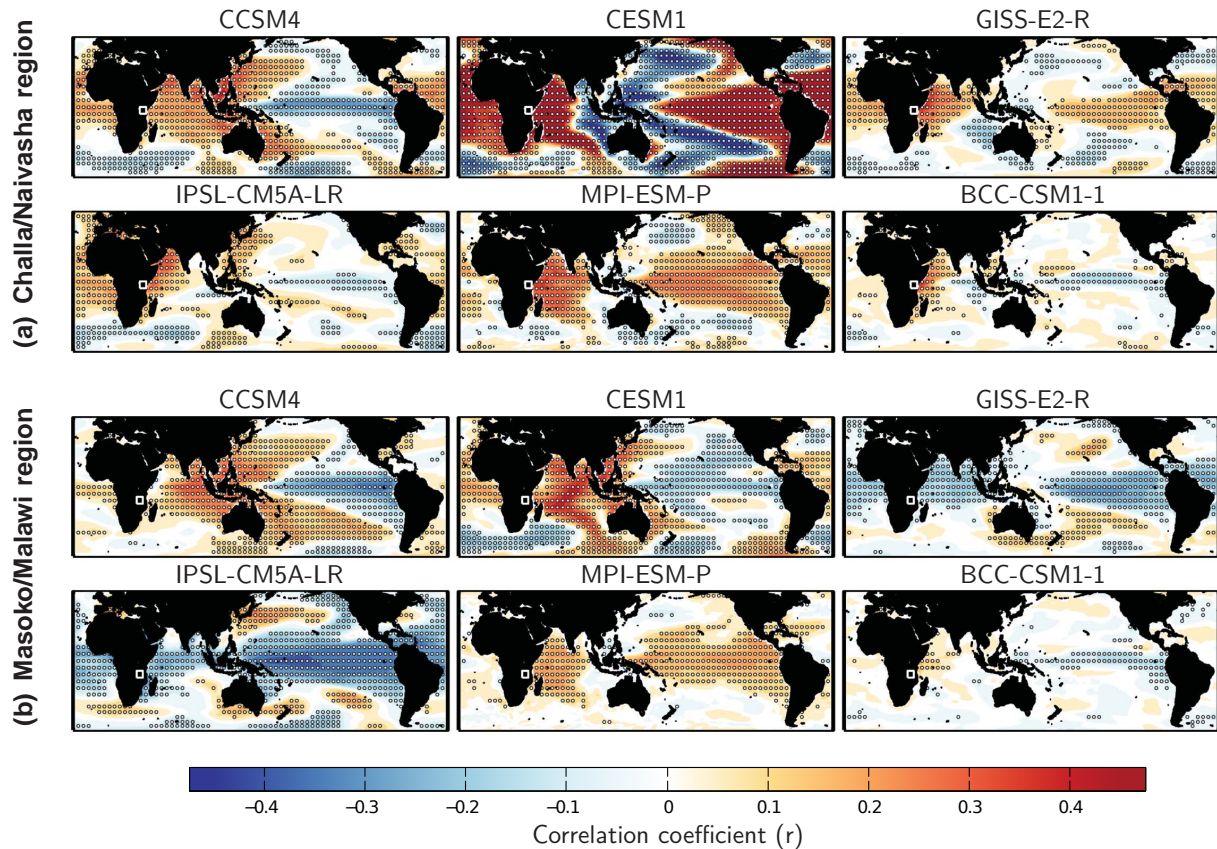 (a) Challa/Naivasha region
CCSM4 CESM1 GISS-E2-R
IPSL-CM5A-LR MPI-ESM-P BCC-CSM1-1
(b) Masoko/Malawi region
CCSM4 CESM1 GISS-E2-R
IPSL-CM5A-LR MPI-ESM-P BCC-CSM1-1
−0.4 −0.3 −0.2 −0.1 0 0.1 0.2 0.3 0.4
Correlation coefficient (r)